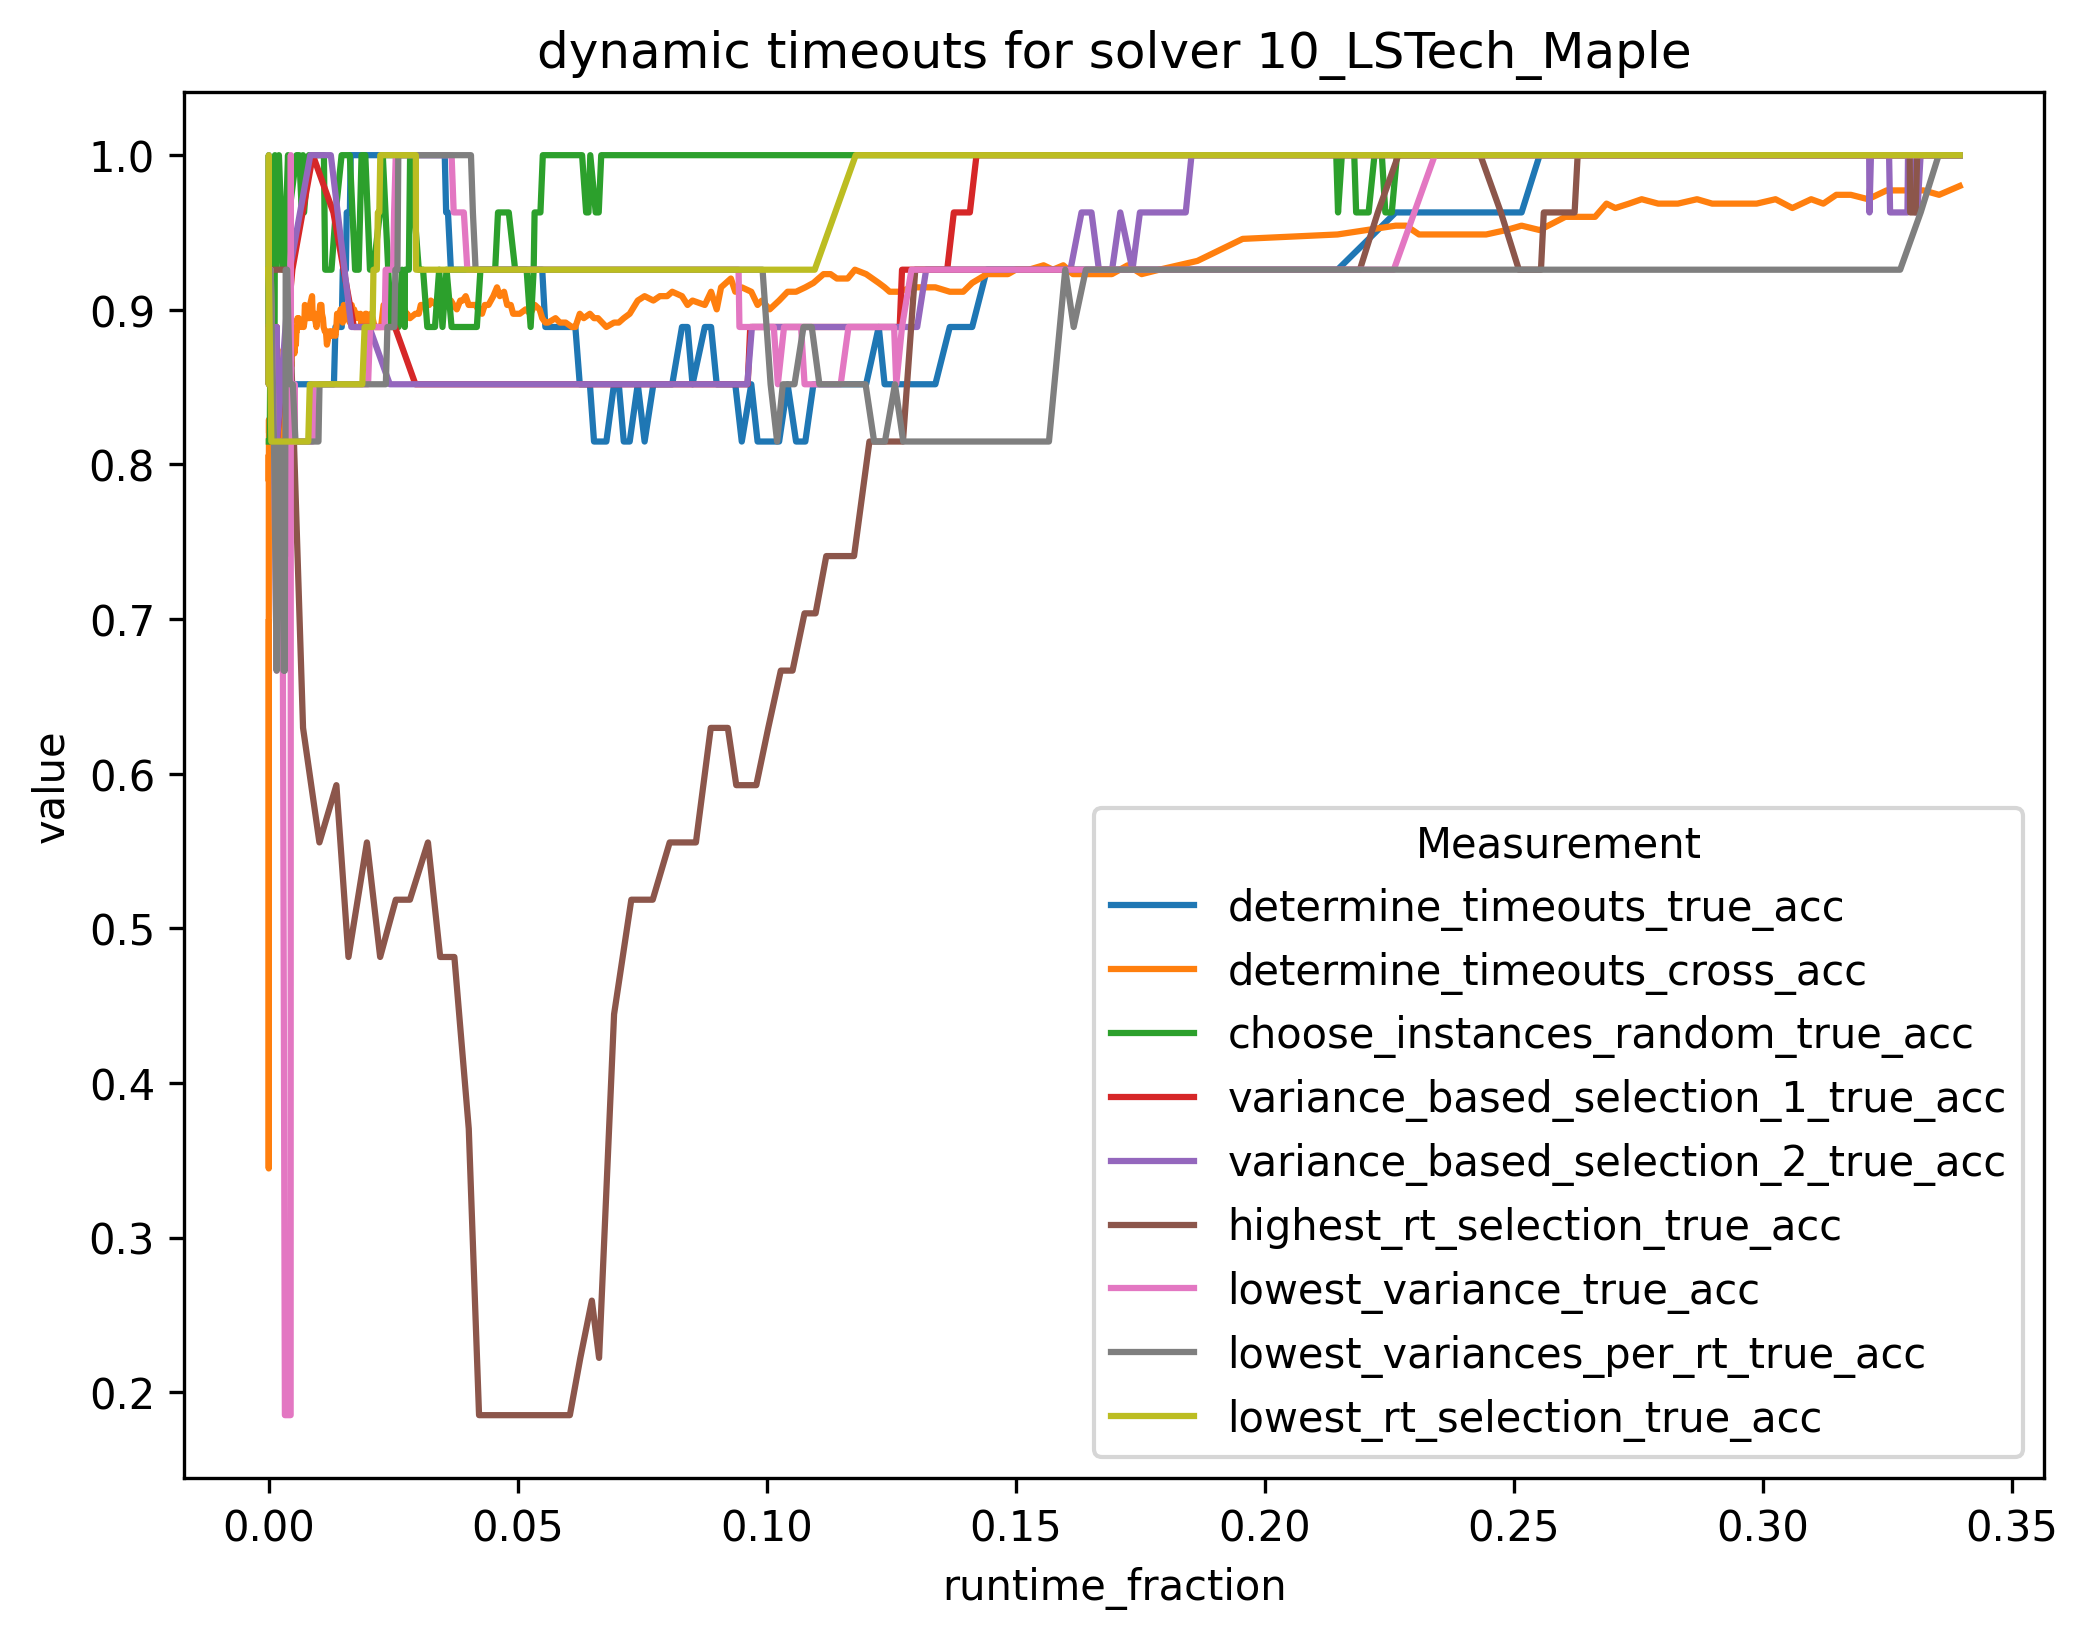 dynamic timeouts for solver 10_LSTech_Maple
1.0
0.9
0.8
0.7
0.6
0.5
0.4
0.3
0.2
value
Measurement
determine_timeouts_true_acc
determine_timeouts_cross_acc
choose_instances_random_true_acc
variance_based_selection_1_true_acc
variance_based_selection_2_true_acc
highest_rt_selection_true_acc
lowest_variance_true_acc
lowest_variances_per_rt_true_acc
lowest_rt_selection_true_acc
0.00 0.05 0.10 0.15 0.20 0.25 0.30 0.35
runtime_fraction